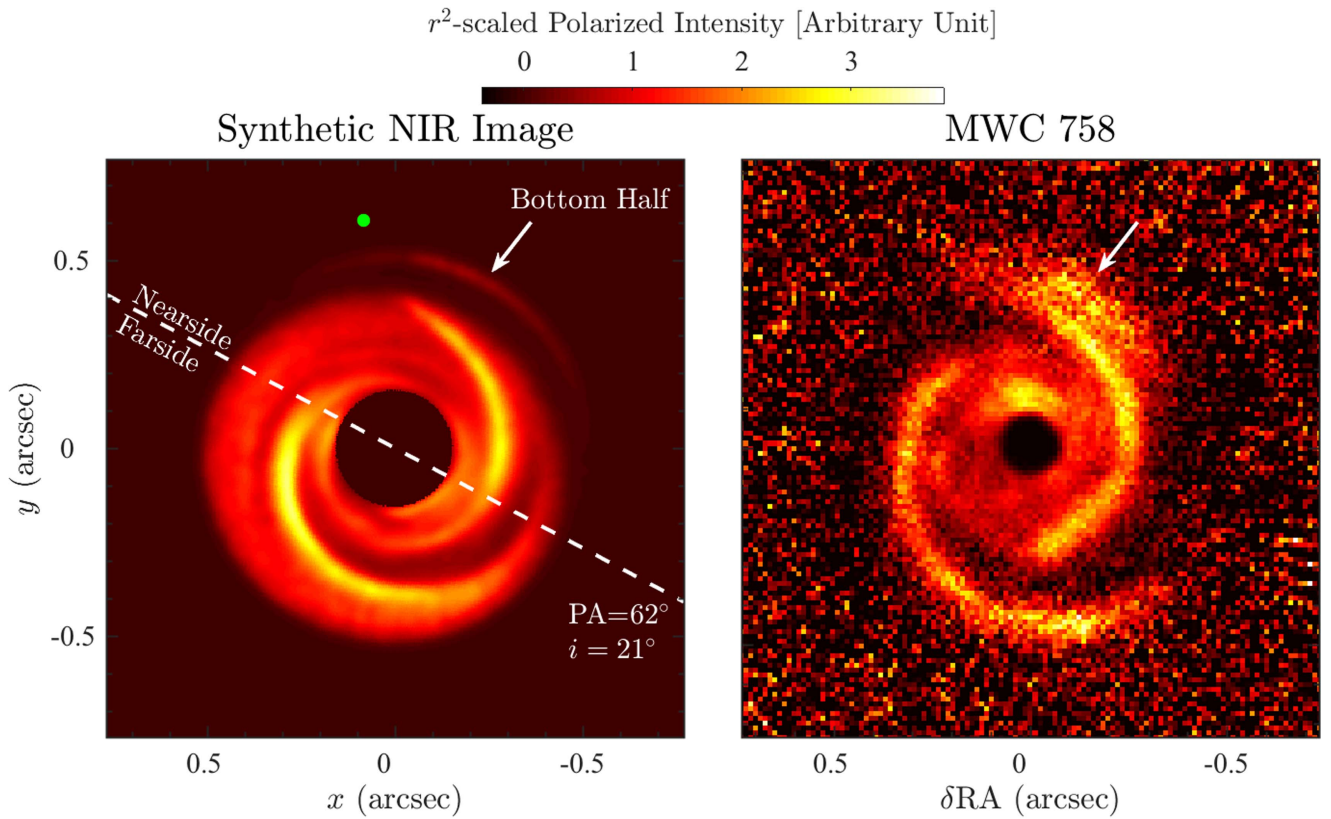 r²-scaled Polarized Intensity [Arbitrary Unit]
0 1 2 3
Synthetic NIR Image
MWC 758
Bottom Half
Nearside
Farside
PA=62°
i = 21°
0.5
0
-0.5
y (arcsec)
0.5 0 -0.5
x (arcsec)
0.5 0 -0.5
δRA (arcsec)